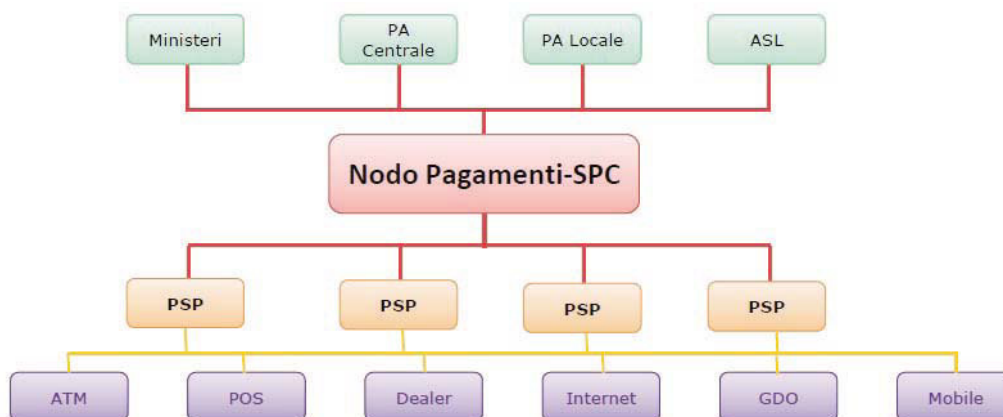 Ministeri
PA
Centrale
PA Locale
ASL
Nodo Pagamenti-SPC
PSP
PSP
PSP
PSP
ATM
POS
Dealer
Internet
GDO
Mobile